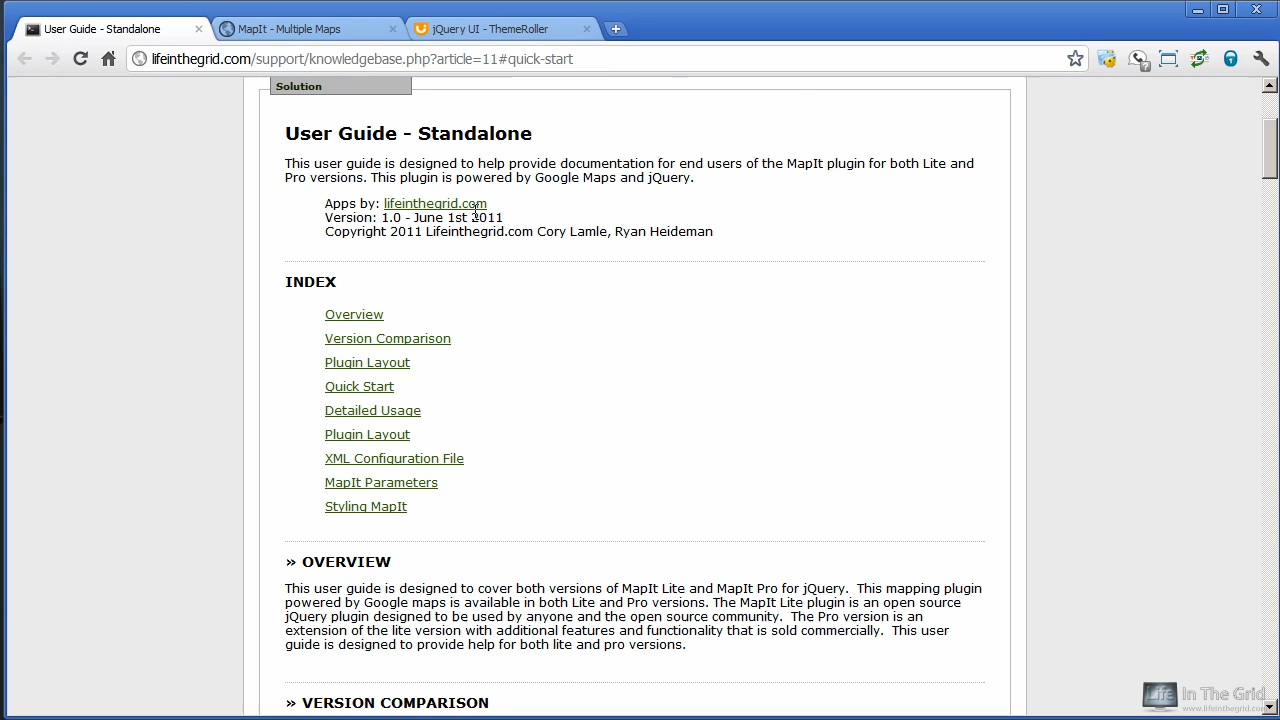 User Guide - Standalone
MapIt - Multiple Maps
jQuery UI - ThemeRoller
lifeinthegrid.com/support/knowledgebase.php?article=11#quick-start
Solution
User Guide - Standalone
This user guide is designed to help provide documentation for end users of the MapIt plugin for both Lite and
Pro versions. This plugin is powered by Google Maps and jQuery.
Apps by: lifeinthegrid.com
Version: 1.0 - June 1st 2011
Copyright 2011 Lifeinthegrid.com Cory Lamle, Ryan Heideman
INDEX
Overview
Version Comparison
Plugin Layout
Quick Start
Detailed Usage
Plugin Layout
XML Configuration File
MapIt Parameters
Styling MapIt
» OVERVIEW
This user guide is designed to cover both versions of MapIt Lite and MapIt Pro for jQuery.  This mapping plugin
powered by Google maps is available in both Lite and Pro versions. The MapIt Lite plugin is an open source
jQuery plugin designed to be used by anyone and the open source community.  The Pro version is an
extension of the lite version with additional features and functionality that is sold commercially.  This user
guide is designed to provide help for both lite and pro versions.
» VERSION COMPARISON
Life In The Grid
www.lifeinthegrid.com